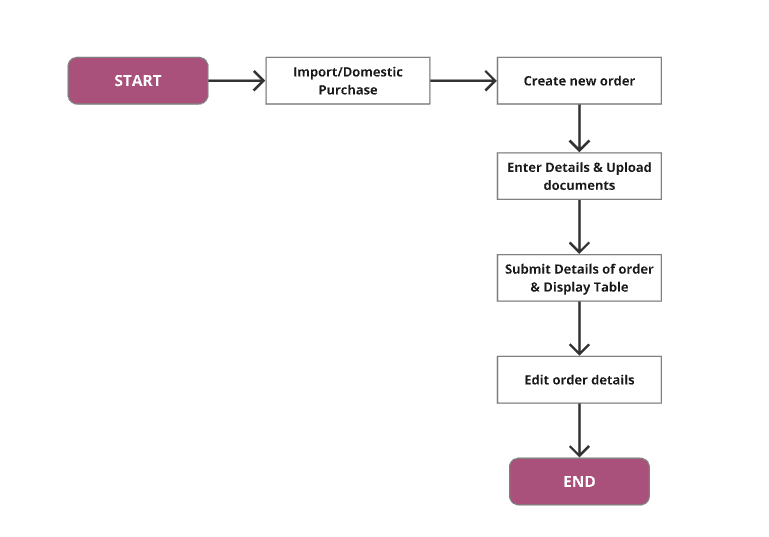 START
Import/Domestic
Purchase
Create new order
Enter Details & Upload
documents
Submit Details of order
& Display Table
Edit order details
END